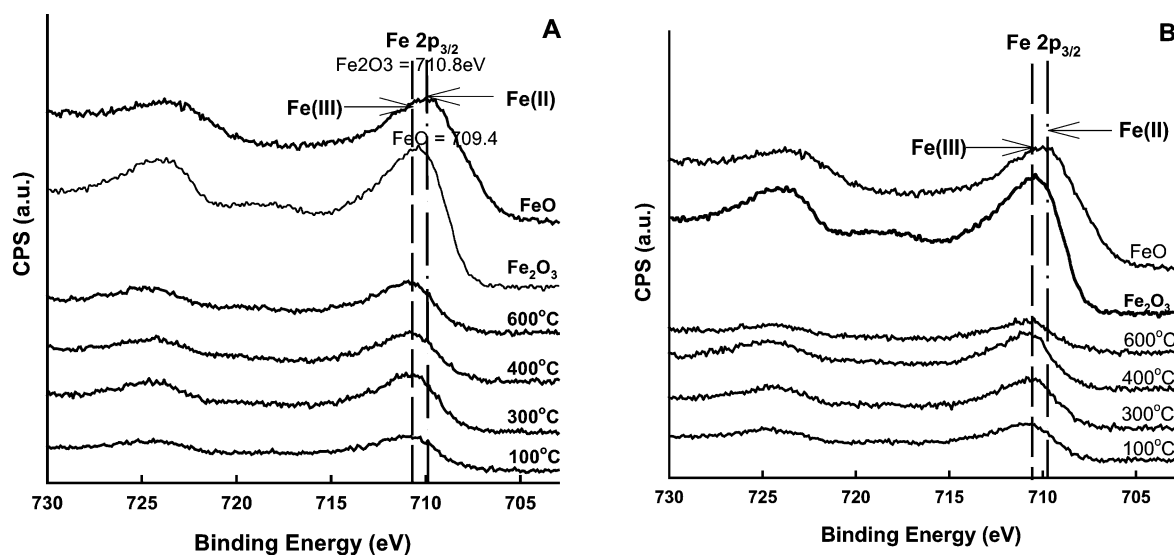 A
Fe 2p3/2
Fe2O3 = 710.8eV
Fe(III)
Fe(II)
FeO = 709.4
FeO
Fe2O3
600°C
400°C
300°C
100°C
CPS (a.u.)
730 725 720 715 710 705
Binding Energy (eV)
B
Fe 2p3/2
Fe(II)
Fe(III)
FeO
Fe2O3
600°C
400°C
300°C
100°C
CPS (a.u.)
730 725 720 715 710 705
Binding Energy (eV)